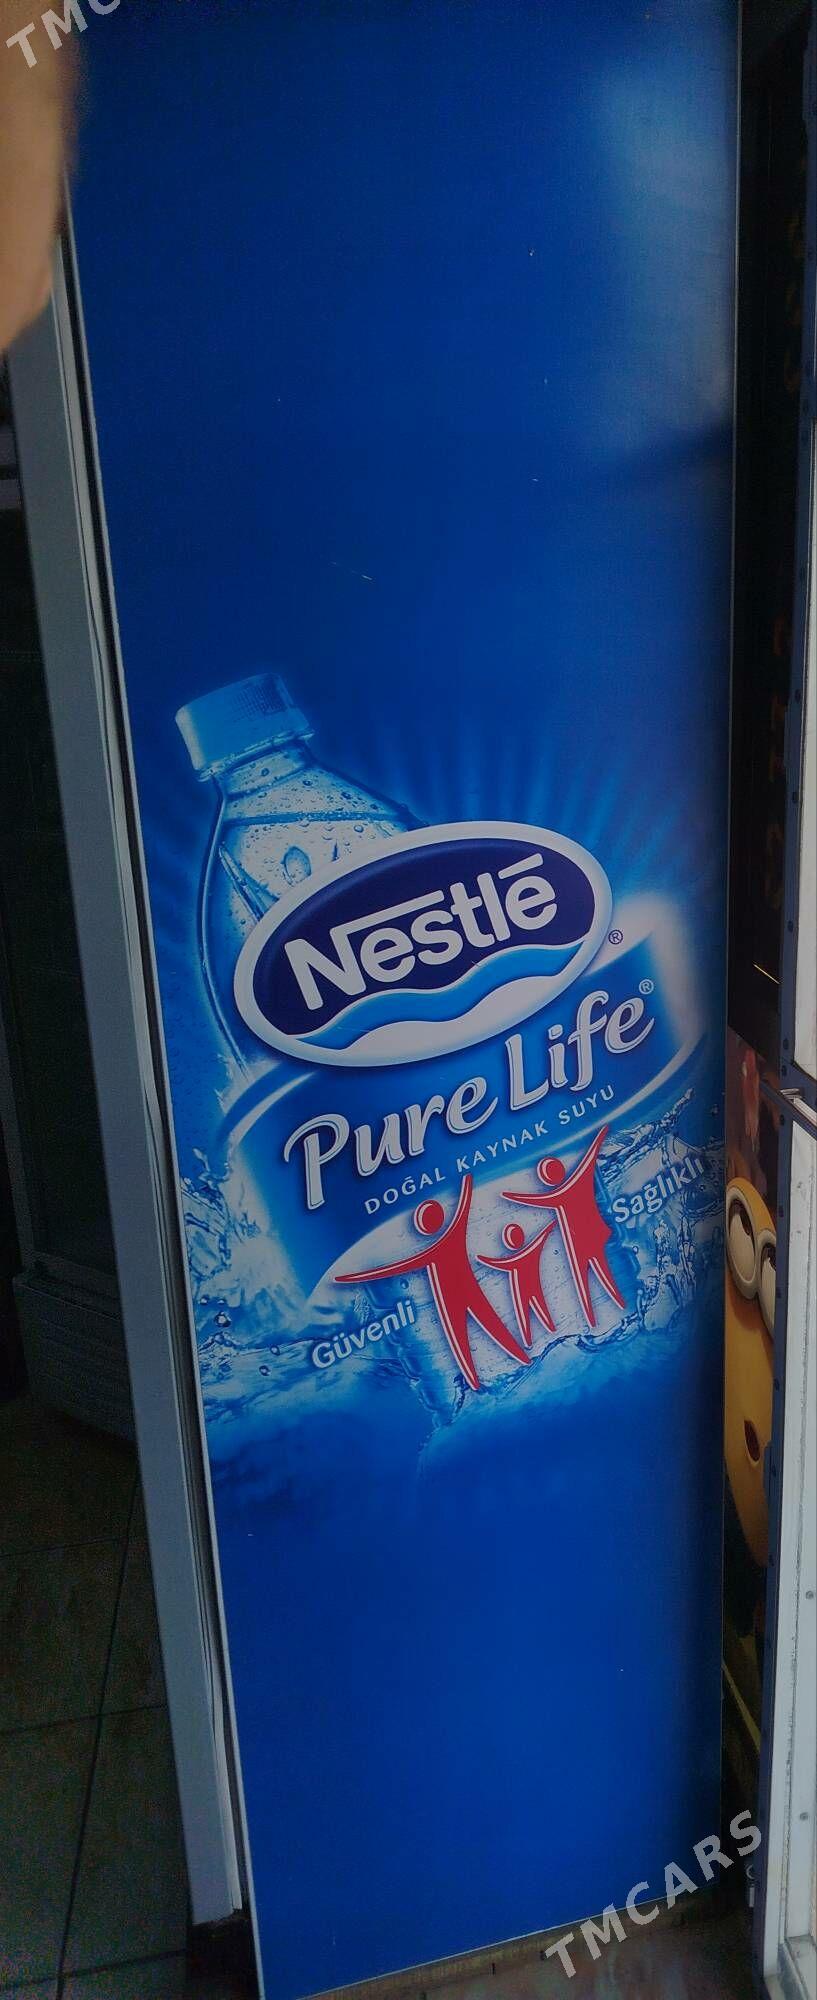 TMC
Nestlé®
Pure Life®
DOĞAL KAYNAK SUYU
Sağlıklı
Güvenli
TMCARS